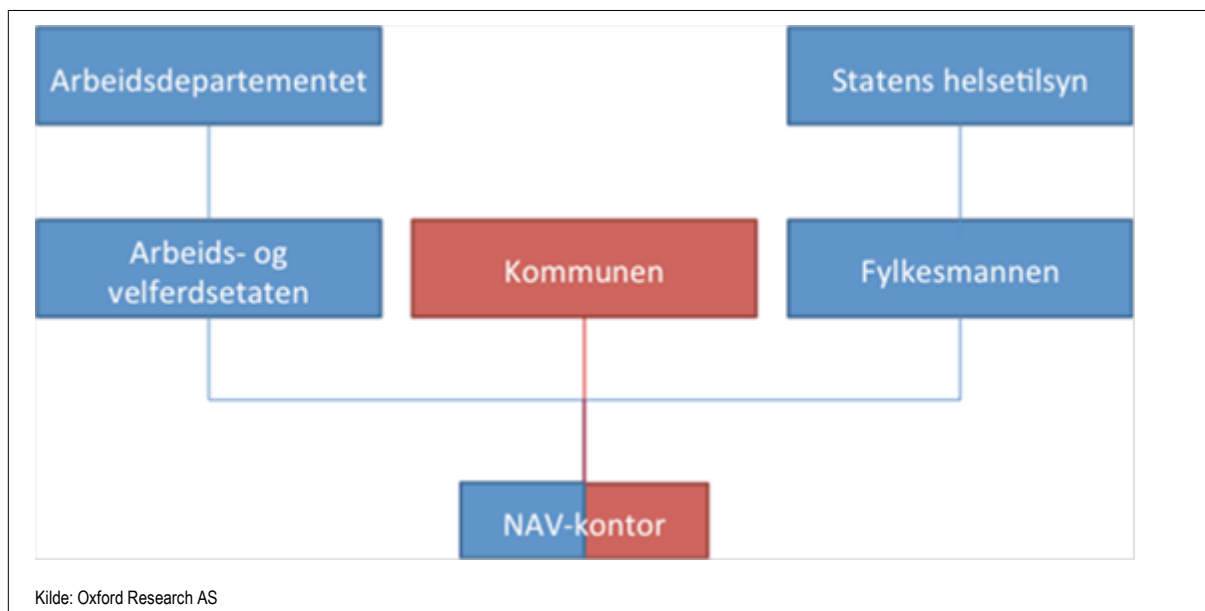 Arbeidsdepartementet
Statens helsetilsyn
Arbeids- og
velferdsetaten
Kommunen
Fylkesmannen
NAV-kontor
Kilde: Oxford Research AS